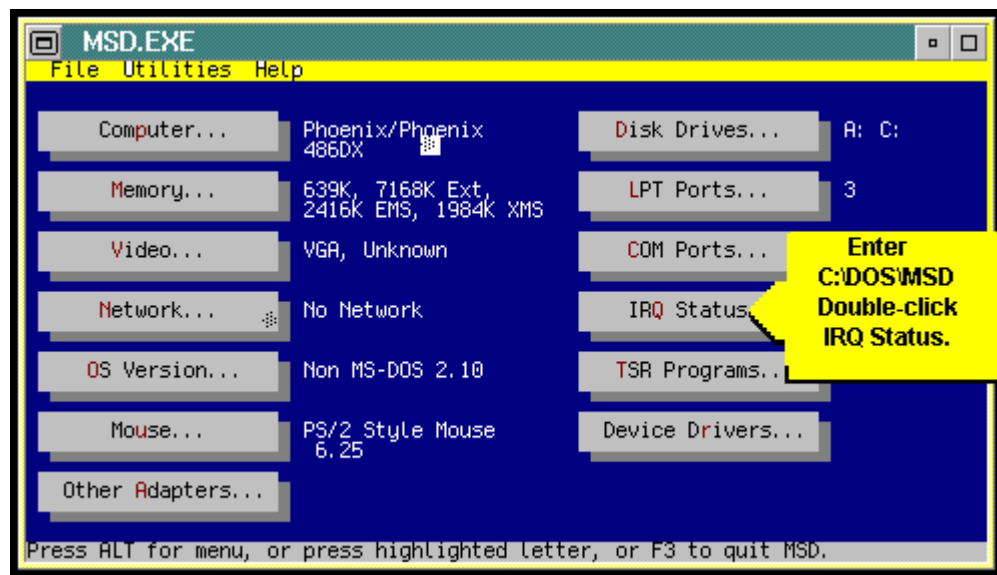 MSD.EXE
File Utilities Help
Computer...
Phoenix/Phoenix
486DX
Disk Drives...
A: C:
Memory...
639K, 7168K Ext,
2416K EMS, 1984K XMS
LPT Ports...
3
Video...
VGA, Unknown
COM Ports...
Network...
No Network
IRQ Status
Enter
C:\DOS\MSD
Double-click
IRQ Status.
OS Version...
Non MS-DOS 2.10
TSR Programs..
Mouse...
PS/2 Style Mouse
6.25
Device Drivers...
Other Adapters...
Press ALT for menu, or press highlighted letter, or F3 to quit MSD.